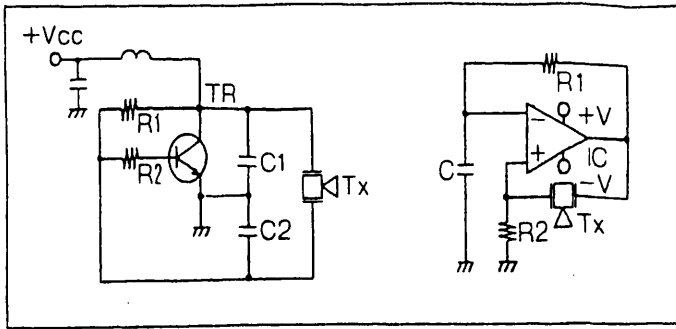 +Vcc
TR
R1
R2
C1
C2
Tx
R1
C
−
+
+V
IC
−V
R2
Tx